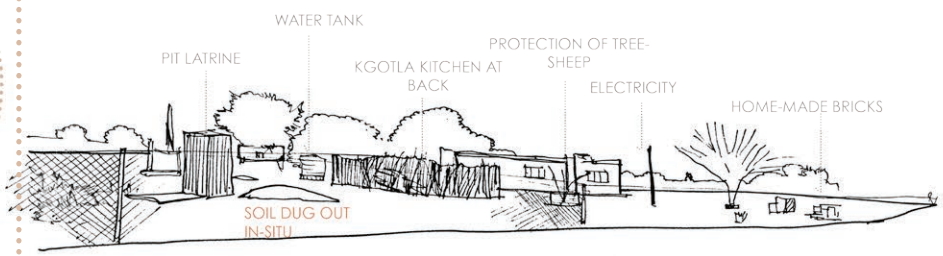 WATER TANK
PIT LATRINE
KGOTLA KITCHEN AT
BACK
PROTECTION OF TREE-
SHEEP
ELECTRICITY
HOME-MADE BRICKS
SOIL DUG OUT
IN-SITU